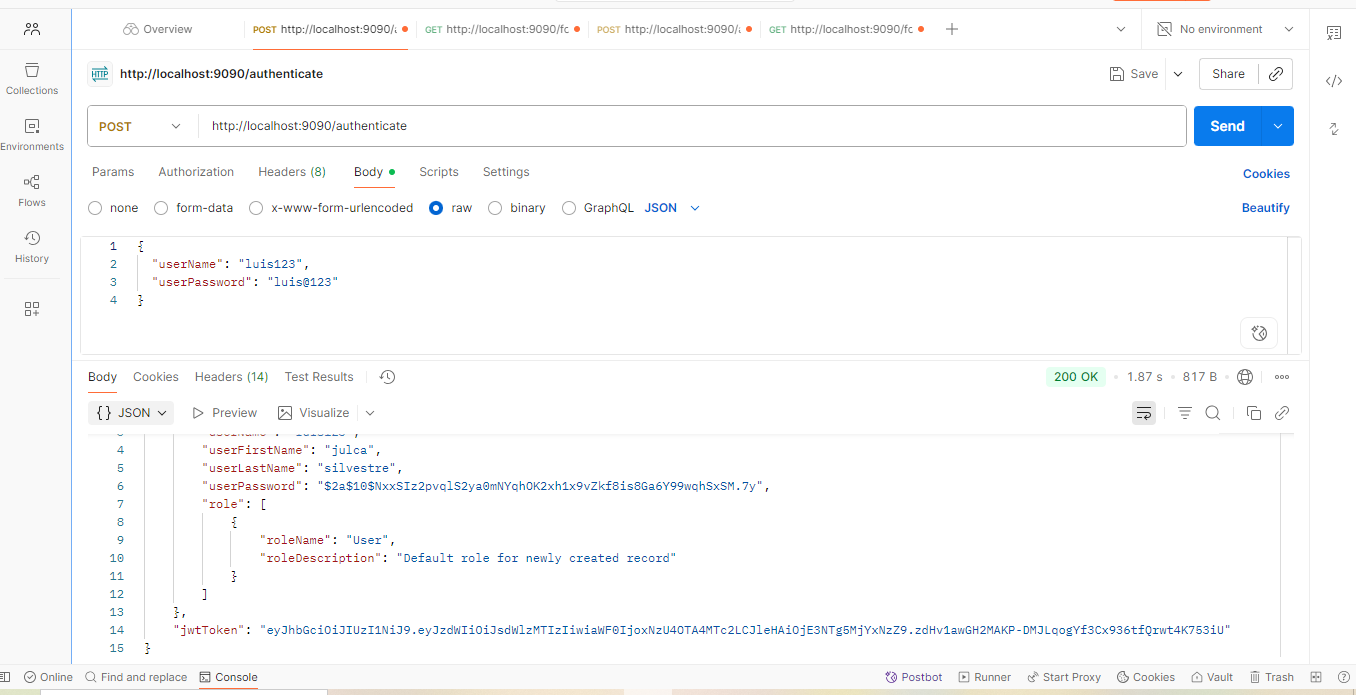 Overview
POST http://localhost:9090/a
GET http://localhost:9090/fc
POST http://localhost:9090/a
GET http://localhost:9090/fc
No environment
HTTP http://localhost:9090/authenticate
Save
Share
Collections
Environments
Flows
History
POST http://localhost:9090/authenticate
Send
Params Authorization Headers (8) Body Scripts Settings
Cookies
none form-data x-www-form-urlencoded raw binary GraphQL JSON
Beautify
1 {
2 "userName": "luis123",
3 "userPassword": "luis@123"
4 }
Body Cookies Headers (14) Test Results
200 OK 1.87 s 817 B
{} JSON Preview Visualize
4 "userFirstName": "julca",
5 "userLastName": "silvestre",
6 "userPassword": "$2a$10$NxxSIz2pvqlS2ya0mNYqhOK2xh1x9vZkf8is8Ga6Y99wqhSxSM.7y",
7 "role": [
8 {
9 "roleName": "User",
10 "roleDescription": "Default role for newly created record"
11 }
12 ]
13 },
14 "jwtToken": "eyJhbGciOiJIUzI1NiJ9.eyJzdWIiOiJsdWlzMTIzIiwiaWF0IjoxNzU4OTA4MTc2LCJleHAiOjE3NTg5MjYxNzZ9.zdHv1awGH2MAKP-DMJLqogYf3Cx936tfQrwt4K753iU"
15 }
Online Find and replace Console
Postbot Runner Start Proxy Cookies Vault Trash